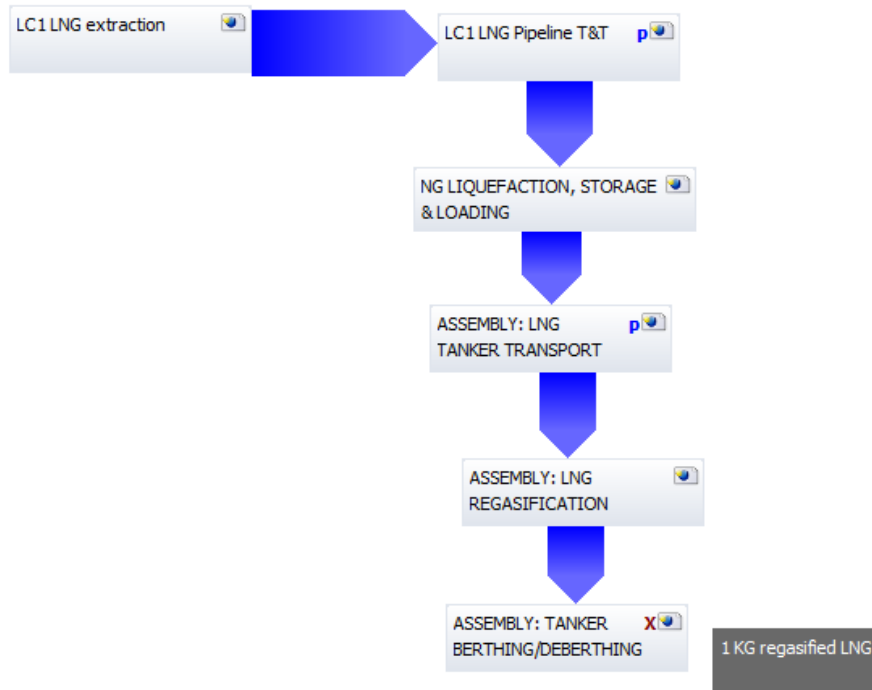 LC1 LNG extraction
LC1 LNG Pipeline T&T p
NG LIQUEFACTION, STORAGE
& LOADING
ASSEMBLY: LNG p
TANKER TRANSPORT
ASSEMBLY: LNG
REGASIFICATION
ASSEMBLY: TANKER X
BERTHING/DEBERTHING
1 KG regasified LNG